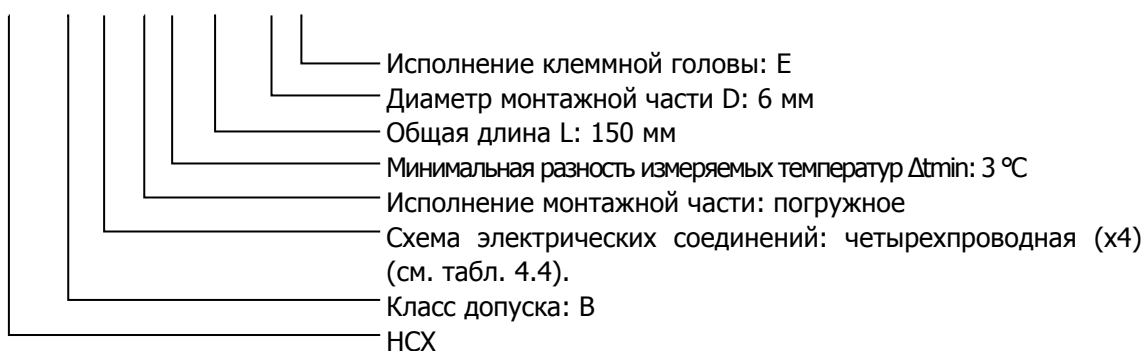 Исполнение клеммной головы: Е
Диаметр монтажной части D: 6 мм
Общая длина L: 150 мм
Минимальная разность измеряемых температур Δtmin: 3 °C
Исполнение монтажной части: погружное
Схема электрических соединений: четырехпроводная (х4)
(см. табл. 4.4).
Класс допуска: В
НСХ